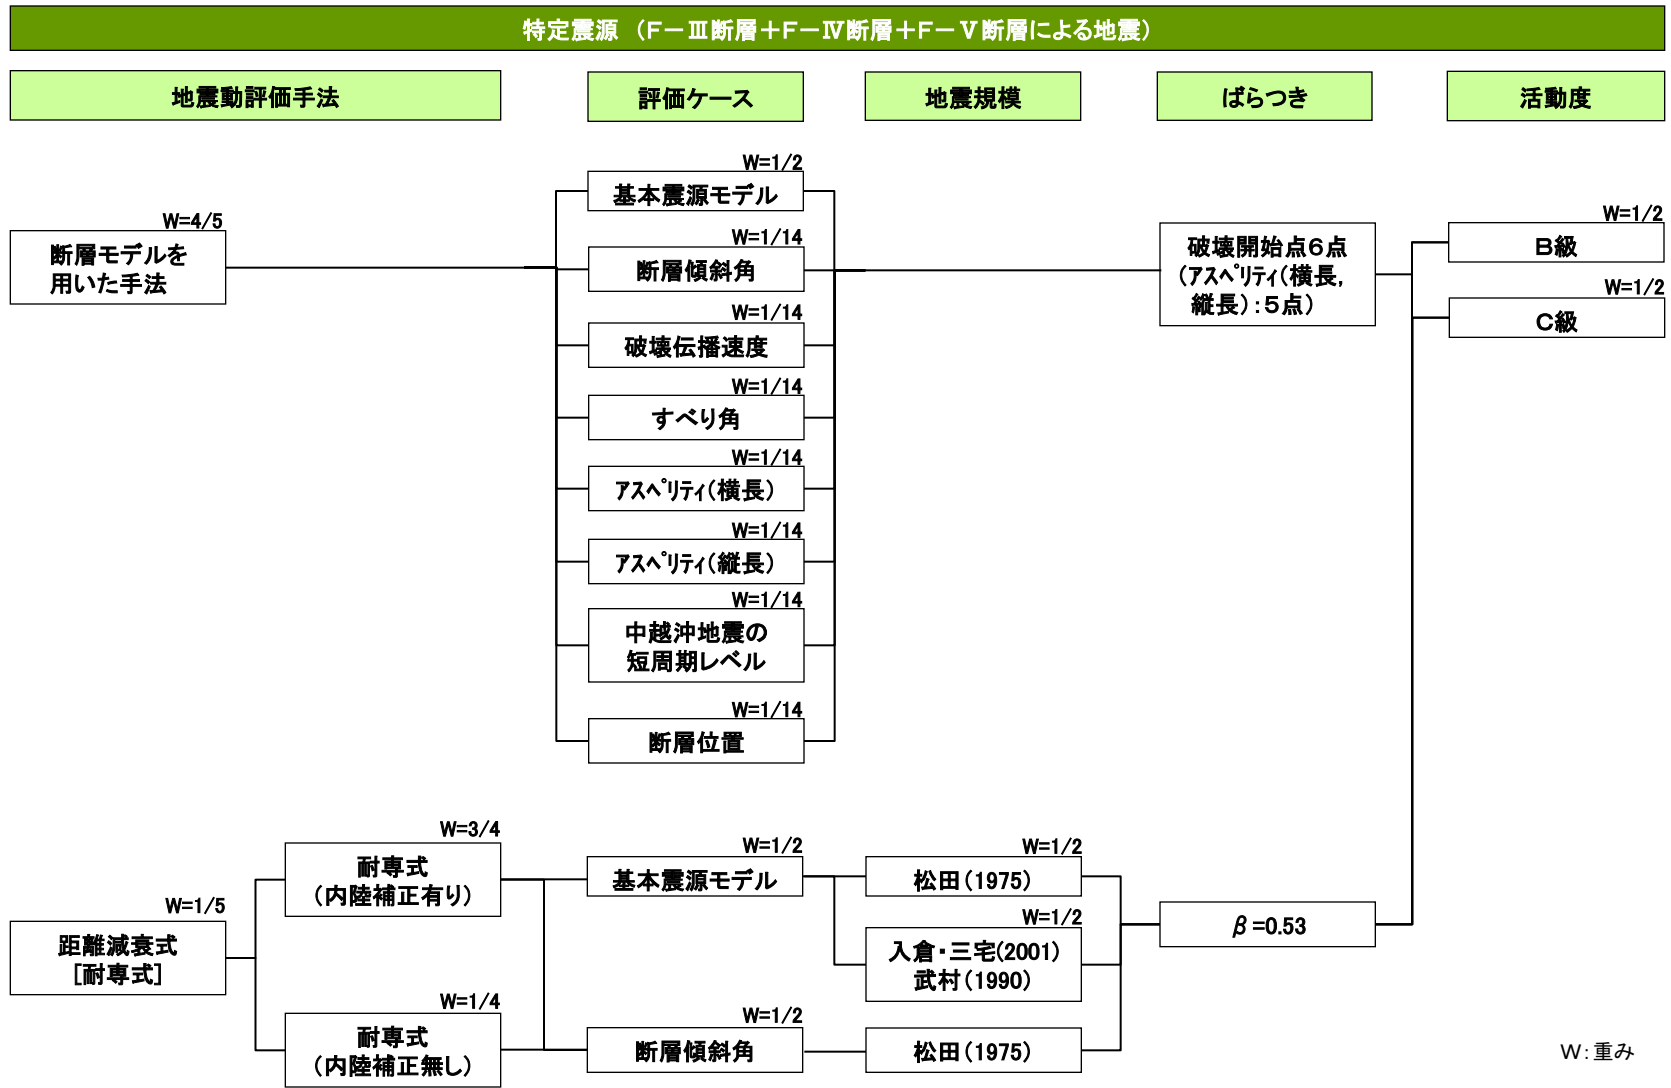 特定震源 （F－Ⅲ断層＋F－Ⅳ断層＋F－Ⅴ断層による地震）
地震動評価手法
評価ケース
地震規模
ばらつき
活動度
W=4/5
断層モデルを
用いた手法
W=1/2
基本震源モデル
W=1/14
断層傾斜角
W=1/14
破壊伝播速度
W=1/14
すべり角
W=1/14
ｱｽﾍﾟﾘﾃｨ(横長)
W=1/14
ｱｽﾍﾟﾘﾃｨ(縦長)
W=1/14
中越沖地震の
短周期レベル
W=1/14
断層位置
破壊開始点６点
（ｱｽﾍﾟﾘﾃｨ(横長,
縦長）：５点）
W=1/2
B級
W=1/2
C級
W=1/5
距離減衰式
[耐専式]
W=3/4
耐専式
（内陸補正有り）
W=1/4
耐専式
（内陸補正無し）
W=1/2
基本震源モデル
W=1/2
断層傾斜角
W=1/2
松田（1975）
W=1/2
入倉・三宅(2001)
武村（1990）
松田（1975）
β=0.53
W：重み